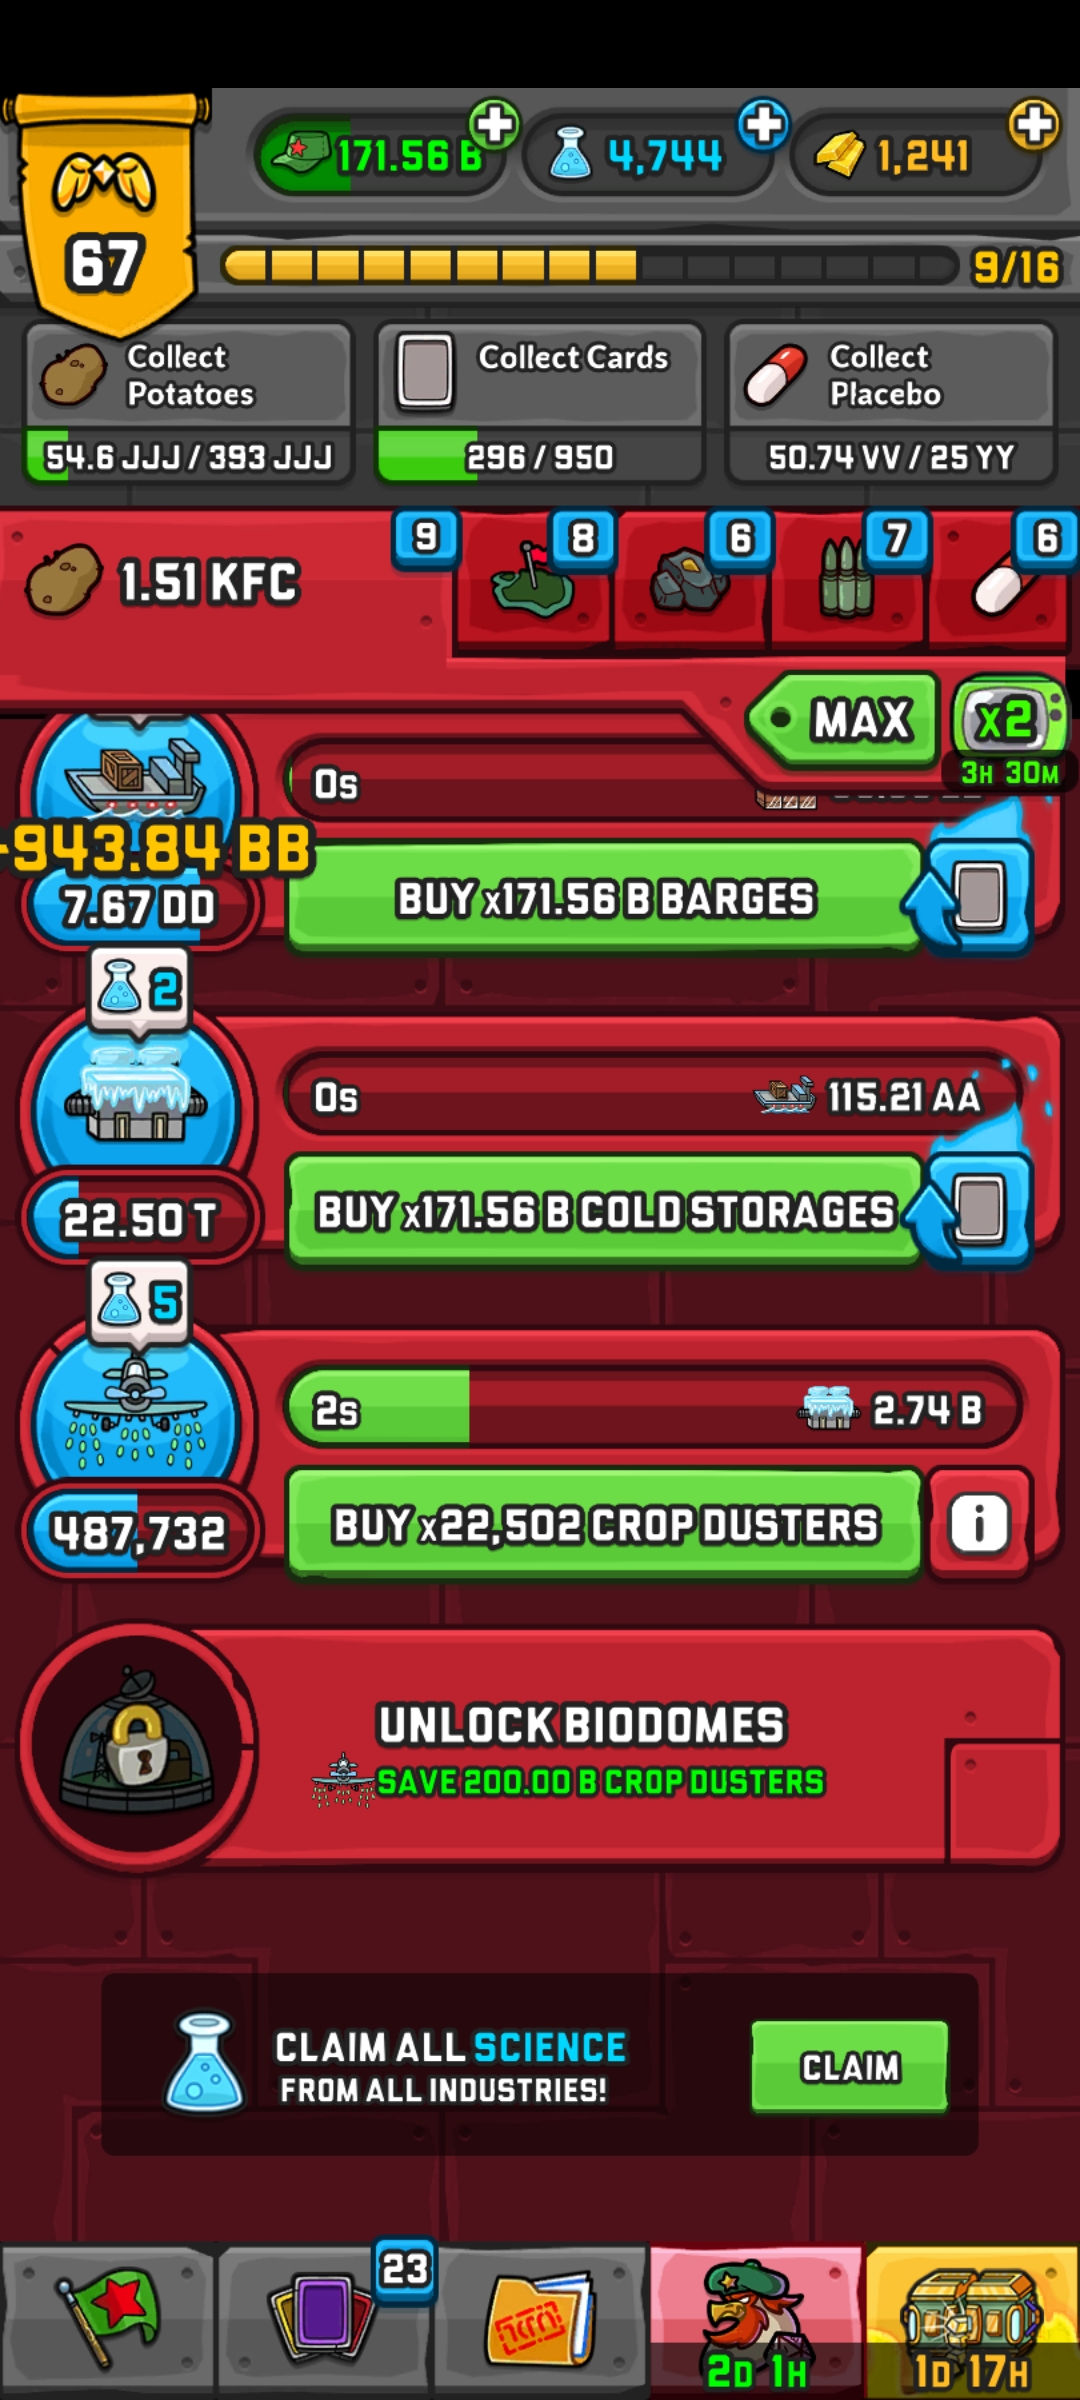 171.56 B
4,744
1,241
67
9/16
Collect
Potatoes
Collect Cards
Collect
Placebo
54.6 JJJ / 393 JJJ
296 / 950
50.74 VV / 25 YY
9
8
6
7
6
1.51 KFC
MAX
x2
3H 30M
0s
-943.84 BB
7.67 DD
BUY x171.56 B BARGES
2
0s
115.21 AA
22.50 T
BUY x171.56 B COLD STORAGES
5
2s
2.74 B
487,732
BUY x22,502 CROP DUSTERS
i
UNLOCK BIODOMES
SAVE 200.00 B CROP DUSTERS
CLAIM ALL SCIENCE
FROM ALL INDUSTRIES!
CLAIM
23
2D 1H
1D 17H